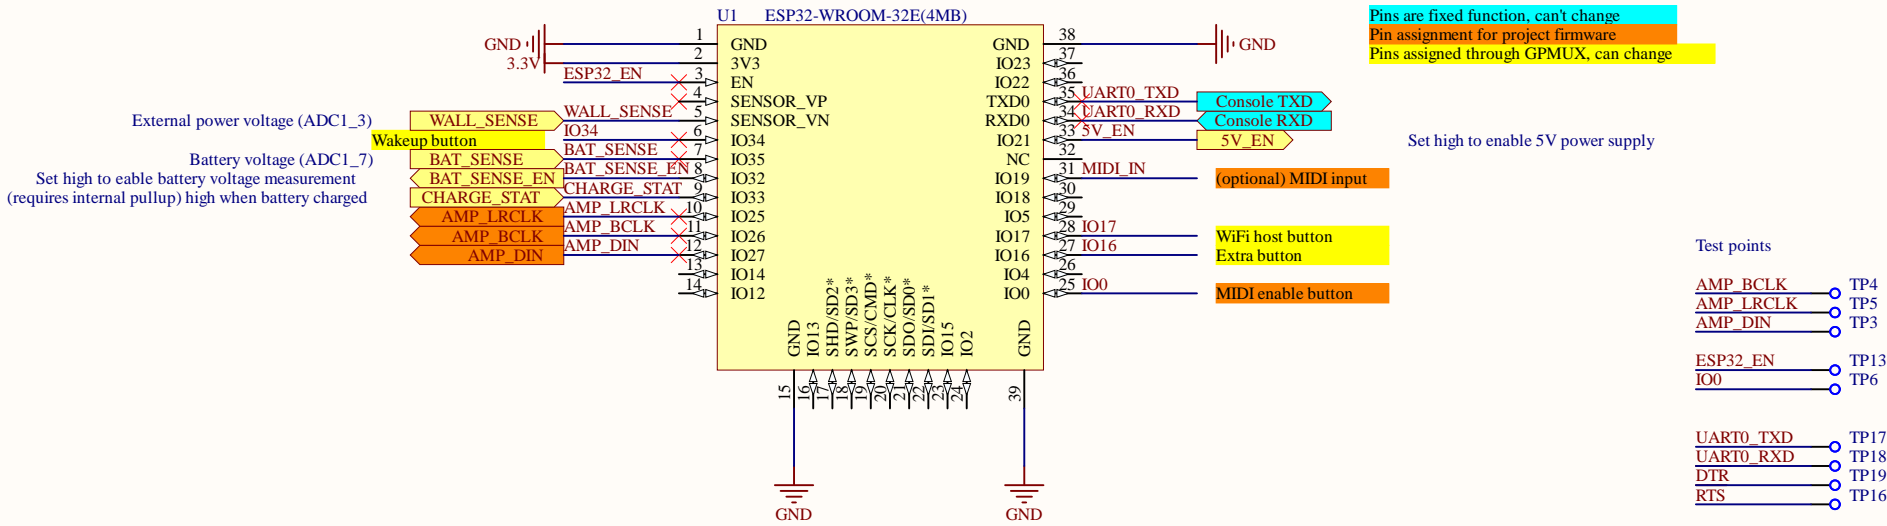 U1 ESP32-WROOM-32E(4MB)
Pins are fixed function, can't change
Pin assignment for project firmware
Pins assigned through GPMUX, can change
GND 1 GND
3.3V 2 3V3
ESP32_EN 3 EN
4 SENSOR_VP
External power voltage (ADC1_3) WALL_SENSE WALL_SENSE 5 SENSOR_VN
Wakeup button IO34 6 IO34
Battery voltage (ADC1_7) BAT_SENSE BAT_SENSE 7 IO35
Set high to eable battery voltage measurement BAT_SENSE_EN BAT_SENSE_EN 8 IO32
(requires internal pullup) high when battery charged CHARGE_STAT CHARGE_STAT 9 IO33
AMP_LRCLK AMP_LRCLK 10 IO25
AMP_BCLK AMP_BCLK 11 IO26
AMP_DIN AMP_DIN 12 IO27
13 IO14
14 IO12
GND 38 GND
IO23 37
IO22 36
TXD0 35 UART0_TXD Console TXD
RXD0 34 UART0_RXD Console RXD
IO21 33 5V_EN 5V_EN Set high to enable 5V power supply
NC 32
IO19 31 MIDI_IN (optional) MIDI input
IO18 30
IO5 29
IO17 28 IO17 WiFi host button
IO16 27 IO16 Extra button
IO4 26
IO0 25 IO0 MIDI enable button
GND 15 GND
IO13 16
SHD/SD2* 17
SWP/SD3* 18
SCS/CMD* 19
SCK/CLK* 20
SDO/SD0* 21
SDI/SD1* 22
IO15 23
IO2 24
GND 39 GND
Test points
AMP_BCLK TP4
AMP_LRCLK TP5
AMP_DIN TP3
ESP32_EN TP13
IO0 TP6
UART0_TXD TP17
UART0_RXD TP18
DTR TP19
RTS TP16